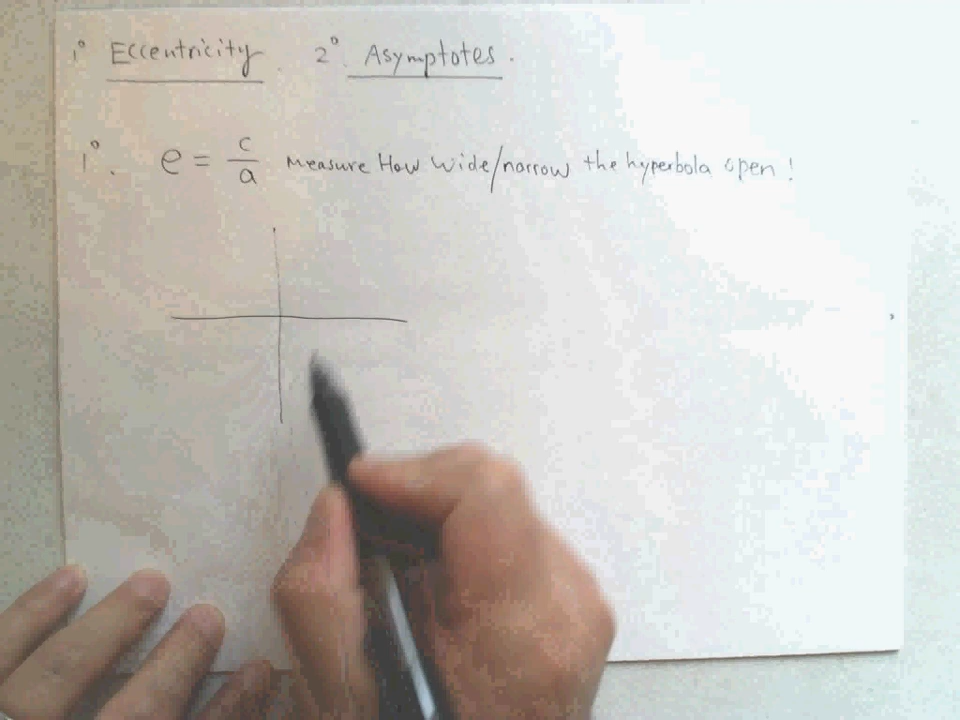 1° Eccentricity. 2°. Asymptotes.
1°. e = c/a Measure How wide/narrow the hyperbola open!